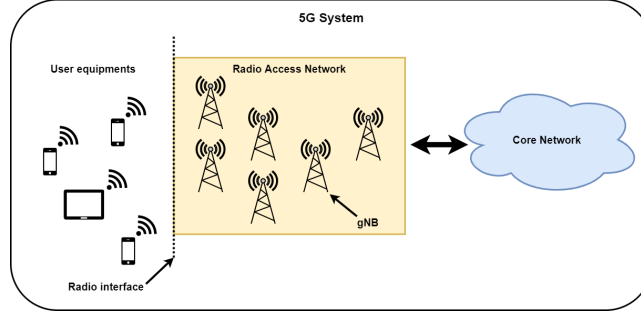 5G System
User equipments
Radio Access Network
Core Network
gNB
Radio interface